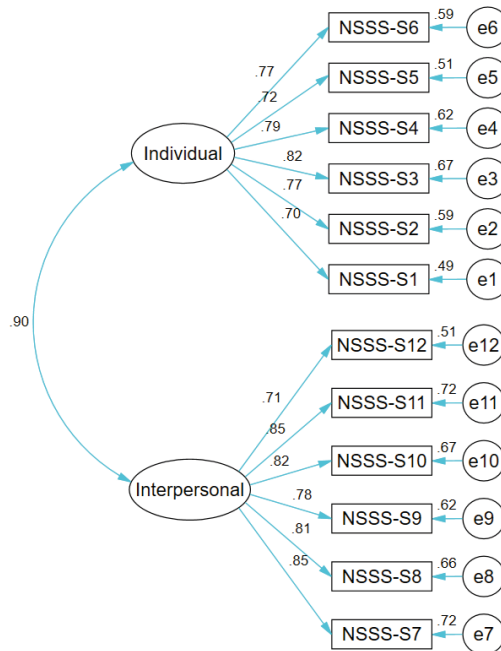 .59
NSSS-S6
e6
.77
.51
NSSS-S5
e5
.72
.62
NSSS-S4
e4
.79
Individual
.82
.67
NSSS-S3
e3
.77
.59
NSSS-S2
e2
.70
.49
NSSS-S1
e1
.90
.51
NSSS-S12
e12
.71
.72
NSSS-S11
e11
.85
.67
NSSS-S10
e10
.82
Interpersonal
.78
.62
NSSS-S9
e9
.81
.66
NSSS-S8
e8
.85
.72
NSSS-S7
e7